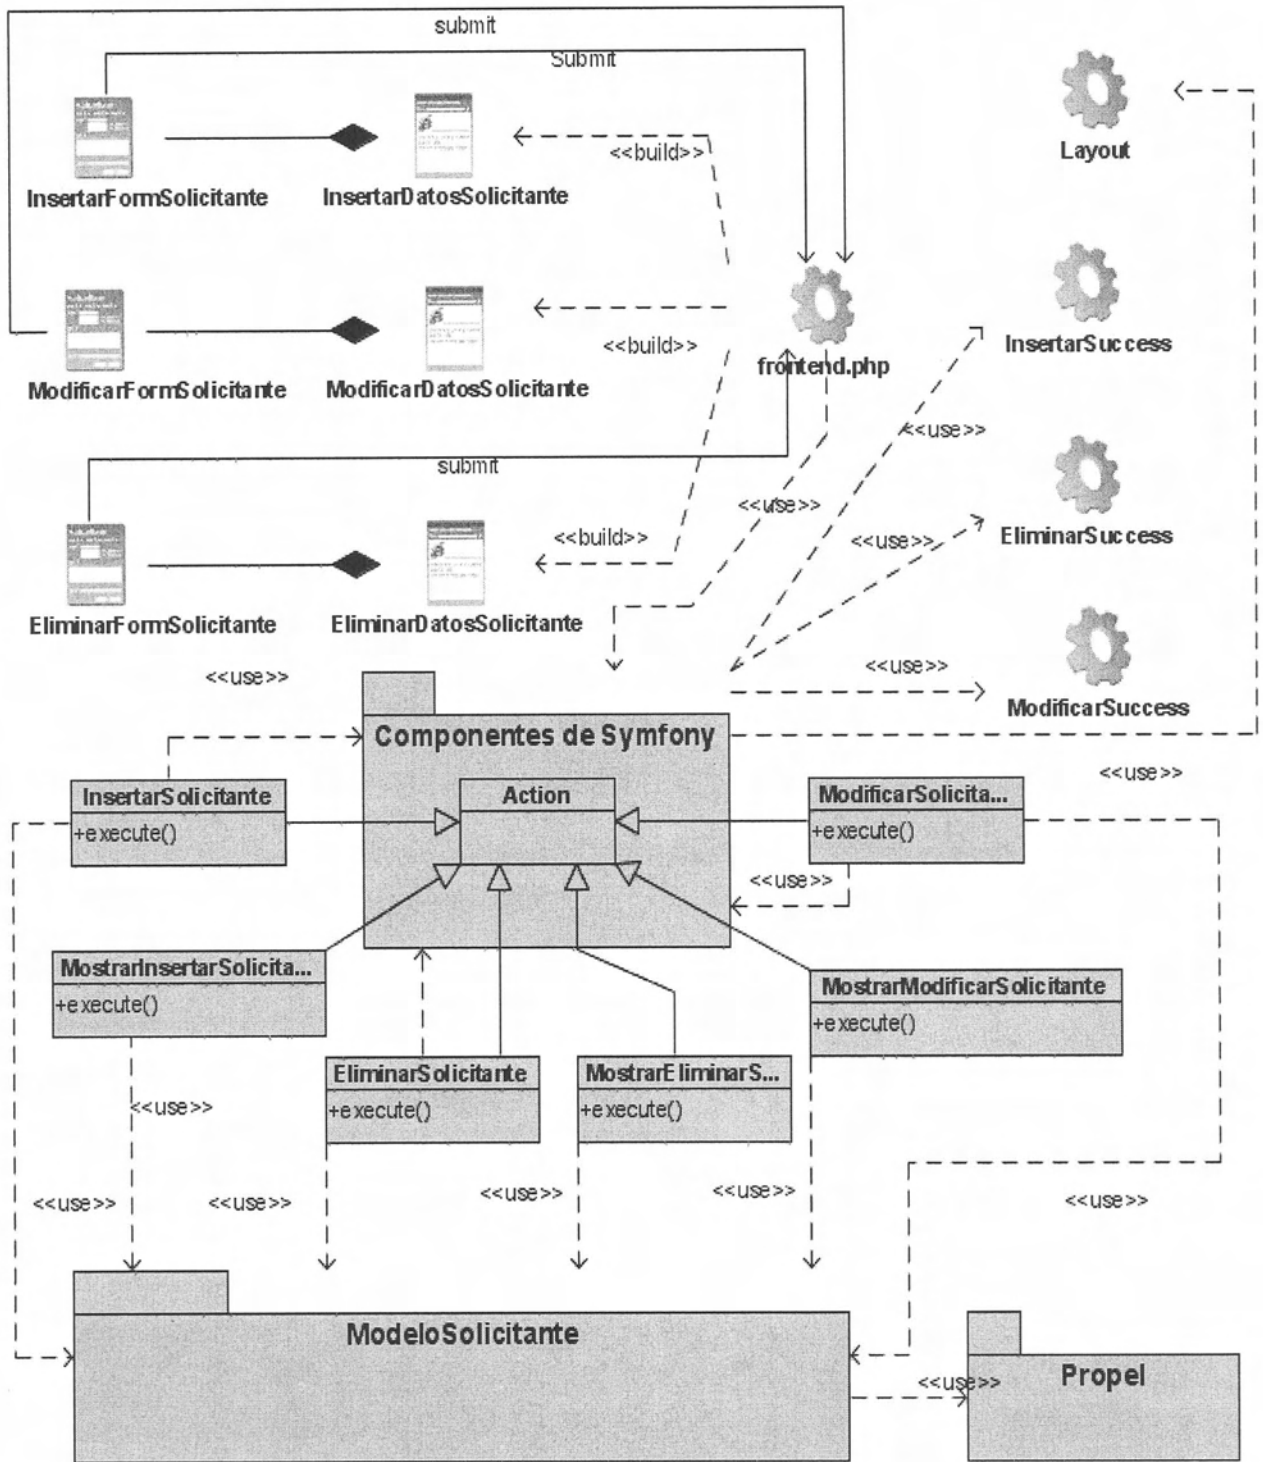 submit
Submit
Layout
<<build>>
InsertarFormSolicitante
InsertarDatosSolicitante
<<build>>
InsertarSuccess
frontend.php
ModificarFormSolicitante
ModificarDatosSolicitante
<<use>>
submit
<<use>>
<<build>>
<<use>>
EliminarSuccess
EliminarFormSolicitante
EliminarDatosSolicitante
<<use>>
<<use>>
ModificarSuccess
Componentes de Symfony
<<use>>
InsertarSolicitante
+execute()
Action
ModificarSolicita...
+execute()
<<use>>
MostrarInsertarSolicita...
+execute()
MostrarModificarSolicitante
+execute()
EliminarSolicitante
+execute()
MostrarEliminarS...
+execute()
<<use>>
<<use>>
<<use>>
<<use>>
<<use>>
<<use>>
ModeloSolicitante
<<use>>
Propel